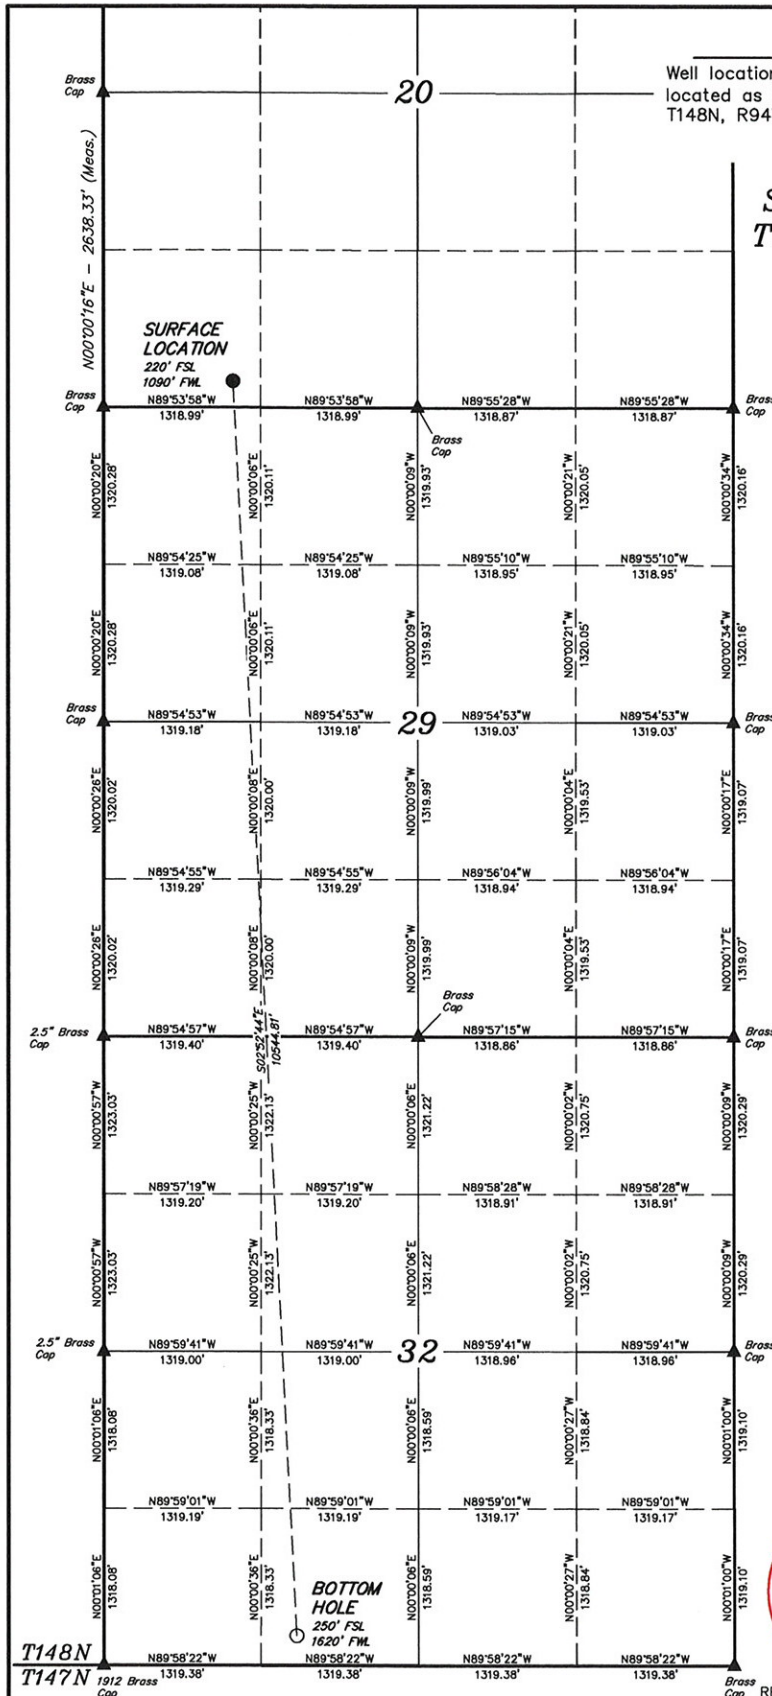 Well location
located as
T148N, R94
Brass
Cap
20
N00°00'16"E - 2638.33' (Meas.)
S
T
SURFACE
LOCATION
220' FSL
1090' FWL
Brass
Cap
N89°53'58"W
1318.99'
N89°53'58"W
1318.99'
N89°55'28"W
1318.87'
N89°55'28"W
1318.87'
Brass
Cap
Brass
Cap
N00°00'20"E
1320.28'
N00°00'06"E
1320.11'
N00°00'09"W
1319.93'
N00°00'21"W
1320.05'
N00°00'34"W
1320.16'
N89°54'25"W
1319.08'
N89°54'25"W
1319.08'
N89°55'10"W
1318.95'
N89°55'10"W
1318.95'
N00°00'20"E
1320.28'
N00°00'06"E
1320.11'
N00°00'09"W
1319.93'
N00°00'21"W
1320.05'
N00°00'34"W
1320.16'
Brass
Cap
N89°54'53"W
1319.18'
N89°54'53"W
1319.18'
29
N89°54'53"W
1319.03'
N89°54'53"W
1319.03'
Brass
Cap
N00°00'26"E
1320.02'
N00°00'08"E
1320.00'
N00°00'09"W
1319.99'
N00°00'04"E
1319.53'
N00°00'17"E
1319.07'
N89°54'55"W
1319.29'
N89°54'55"W
1319.29'
N89°56'04"W
1318.94'
N89°56'04"W
1318.94'
N00°00'26"E
1320.02'
N00°00'08"E
1320.00'
N00°00'09"W
1319.99'
N00°00'04"E
1319.53'
N00°00'17"E
1319.07'
Brass
Cap
2.5" Brass
Cap
N89°54'57"W
1319.40'
N89°54'57"W
1319.40'
N89°57'15"W
1318.86'
N89°57'15"W
1318.86'
Brass
Cap
S02°52'44"E
10544.81'
N00°00'57"W
1323.03'
N00°00'25"W
1322.13'
N00°00'06"E
1321.22'
N00°00'02"W
1320.75'
N00°00'09"W
1320.29'
N89°57'19"W
1319.20'
N89°57'19"W
1319.20'
N89°58'28"W
1318.91'
N89°58'28"W
1318.91'
N00°00'57"W
1323.03'
N00°00'25"W
1322.13'
N00°00'06"E
1321.22'
N00°00'02"W
1320.75'
N00°00'09"W
1320.29'
2.5" Brass
Cap
N89°59'41"W
1319.00'
N89°59'41"W
1319.00'
32
N89°59'41"W
1318.96'
N89°59'41"W
1318.96'
Brass
Cap
N00°01'06"E
1318.08'
N00°00'36"E
1318.33'
N00°00'06"E
1318.59'
N00°00'27"W
1318.84'
N00°01'00"W
1319.10'
N89°59'01"W
1319.19'
N89°59'01"W
1319.19'
N89°59'01"W
1319.17'
N89°59'01"W
1319.17'
N00°01'06"E
1318.08'
N00°00'36"E
1318.33'
N00°00'06"E
1318.59'
N00°00'27"W
1318.84'
N00°01'00"W
1319.10'
BOTTOM
HOLE
250' FSL
1620' FWL
T148N
N89°58'22"W
1319.38'
N89°58'22"W
1319.38'
N89°58'22"W
1319.38'
N89°58'22"W
1319.38'
T147N
1912 Brass
Cap
Brass
Cap